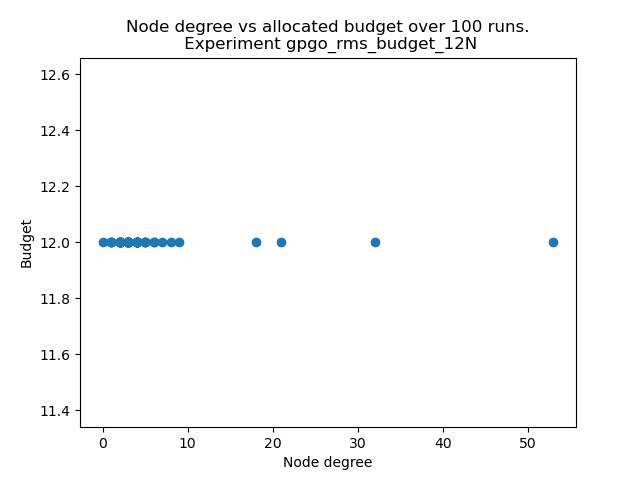 Node degree vs allocated budget over 100 runs.
Experiment gpgo_rms_budget_12N
12.6
12.4
12.2
12.0
11.8
11.6
11.4
Budget
0 10 20 30 40 50
Node degree